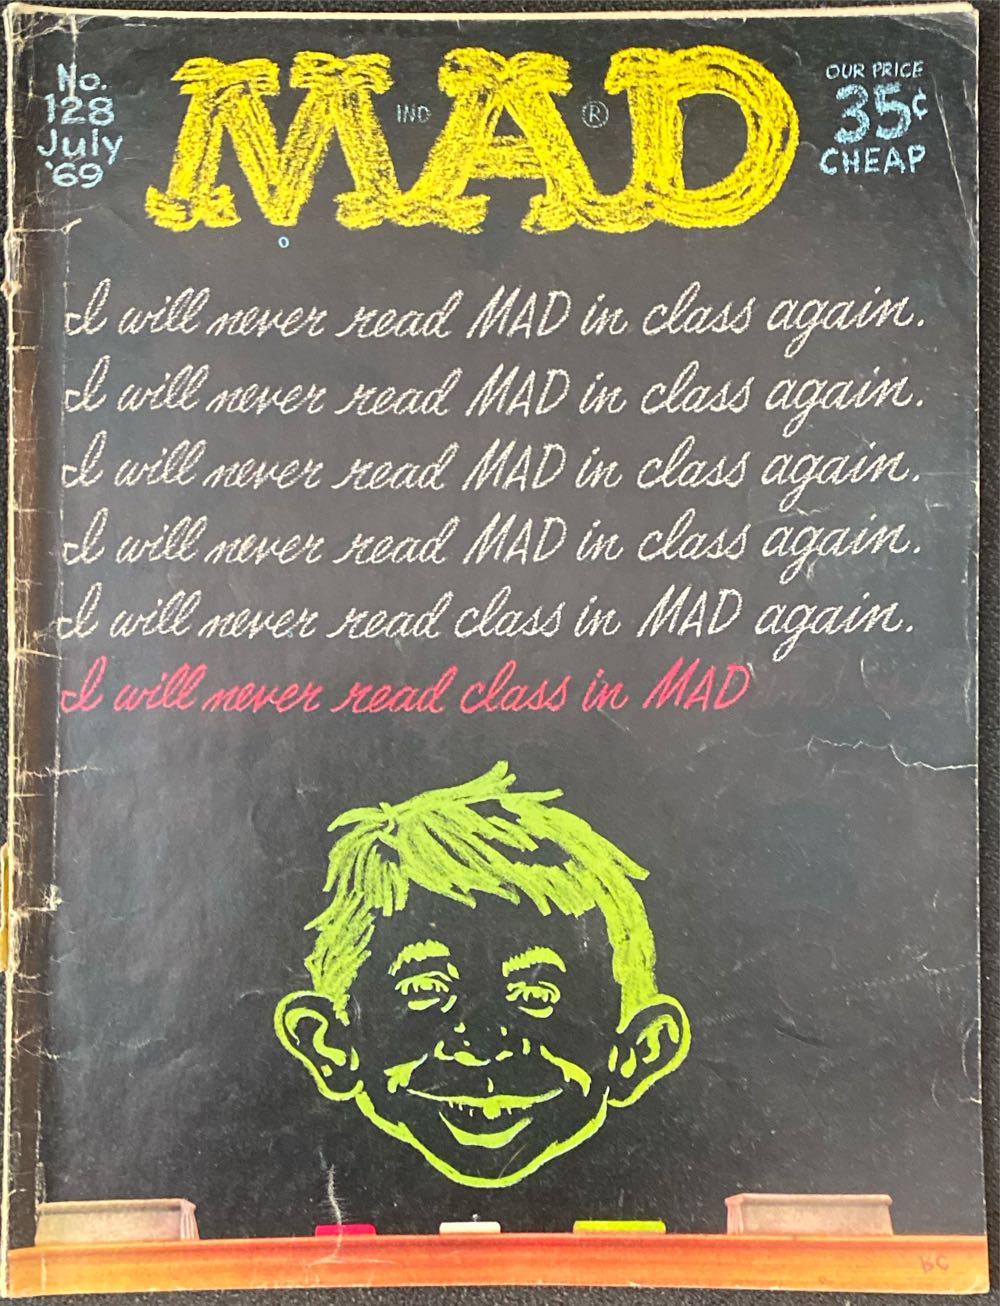 No.
128
July
'69
MAD
IND
®
OUR PRICE
35¢
CHEAP
I will never read MAD in class again.
I will never read MAD in class again.
I will never read MAD in class again.
I will never read MAD in class again.
I will never read class in MAD again.
I will never read class in MAD
BC